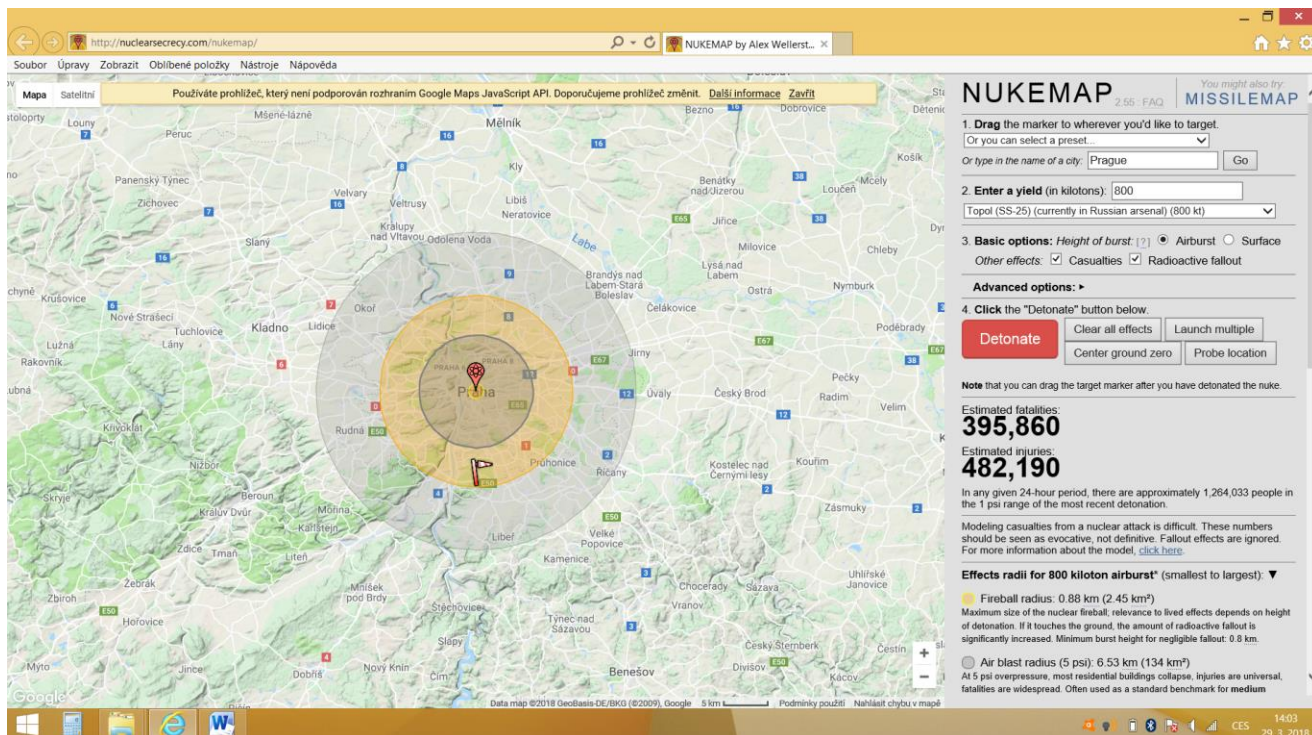 http://nuclearsecrecy.com/nukemap/
NUKEMAP by Alex Wellerst...
Soubor Úpravy Zobrazit Oblíbené položky Nástroje Nápověda
Mapa Satelitní
Používáte prohlížeč, který není podporován rozhraním Google Maps JavaScript API. Doporučujeme prohlížeč změnit. Další informace Zavřít
Louny
Peruc
Mšené-lázně
Mělník
Bezno
Dobrovice
Košík
Panenský Týnec
Zichovec
Velvary
Veltrusy
Kly
Libiš
Neratovice
Benátky nad Jizerou
Loučeň
Mcely
Jiřice
Slaný
Kralupy nad Vltavou
Odolena Voda
Labe
Milovice
Chleby
Brandýs nad Labem-Stará Boleslav
Lysá nad Labem
Ostrá
Nymburk
Krušovice
Nové Strašecí
Okoř
Čelákovice
Tuchlovice
Kladno
Lidice
Poděbrady
Lužná
Lány
Rakovník
Jirny
PRAHA 8
Praha
Úvaly
Český Brod
Pečky
Radim
Velim
Křivoklát
Rudná
Průhonice
Říčany
Nižbor
Kostelec nad Černými lesy
Kouřim
Skryje
Beroun
Králův Dvůr
Mořina
Karlštejn
Zásmuky
Libeř
Velké Popovice
Zdice
Tmaň
Liteň
Kamenice
Žebrák
Mníšek pod Brdy
Chocerady
Sázava
Uhlířské Janovice
Zbiroh
Hořovice
Štěchovice
Týnec nad Sázavou
Vranov
Slapy
Český Šternberk
Čestín
Mýto
Jince
Dobříš
Nový Knín
Čím
Benešov
Divišov
Kácov
Google
Data map ©2018 GeoBasis-DE/BKG (©2009), Google 5 km Podmínky použití Nahlásit chybu v mapě
NUKEMAP 2.55 : FAQ
You might also try:
MISSILEMAP
1. Drag the marker to wherever you'd like to target.
Or you can select a preset...
Or type in the name of a city: Prague Go
2. Enter a yield (in kilotons): 800
Topol (SS-25) (currently in Russian arsenal) (800 kt)
3. Basic options: Height of burst: [?] Airburst Surface
Other effects: Casualties Radioactive fallout
Advanced options:
4. Click the "Detonate" button below.
Detonate
Clear all effects Launch multiple
Center ground zero Probe location
Note that you can drag the target marker after you have detonated the nuke.
Estimated fatalities:
395,860
Estimated injuries:
482,190
In any given 24-hour period, there are approximately 1,264,033 people in
the 1 psi range of the most recent detonation.
Modeling casualties from a nuclear attack is difficult. These numbers
should be seen as evocative, not definitive. Fallout effects are ignored.
For more information about the model, click here.
Effects radii for 800 kiloton airburst* (smallest to largest): ▼
Fireball radius: 0.88 km (2.45 km²)
Maximum size of the nuclear fireball; relevance to lived effects depends on height
of detonation. If it touches the ground, the amount of radioactive fallout is
significantly increased. Minimum burst height for negligible fallout: 0.8 km.
Air blast radius (5 psi): 6.53 km (134 km²)
At 5 psi overpressure, most residential buildings collapse, injuries are universal,
fatalities are widespread. Often used as a standard benchmark for medium
CES
14:03
29. 3. 2018